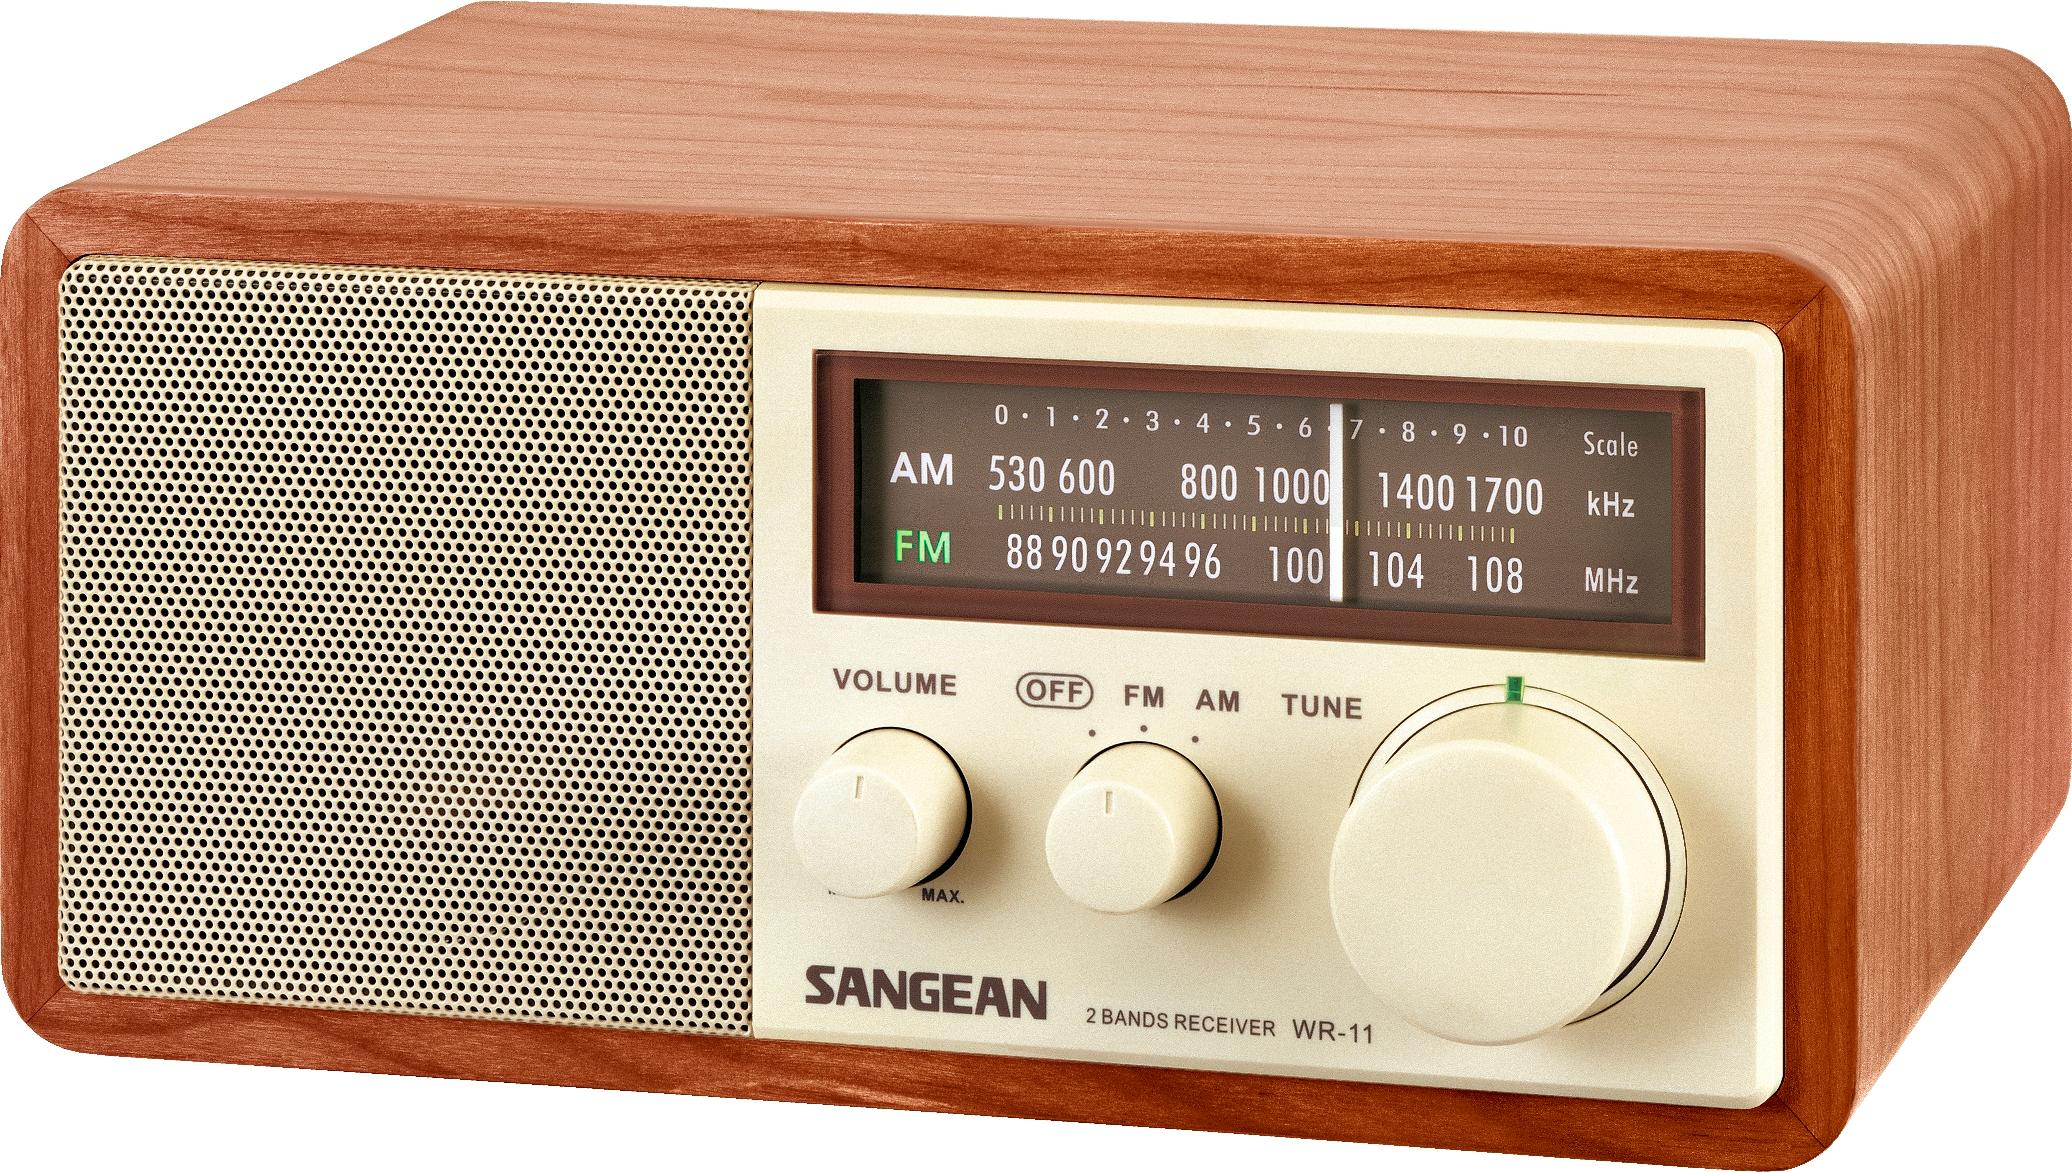 0 · 1 · 2 · 3 · 4 · 5 · 6 · 7 · 8 · 9 · 10 Scale
AM 530 600 800 1000 1400 1700 kHz
FM 88 90 92 94 96 100 104 108 MHz
VOLUME OFF FM AM TUNE
MAX.
SANGEAN 2 BANDS RECEIVER WR-11